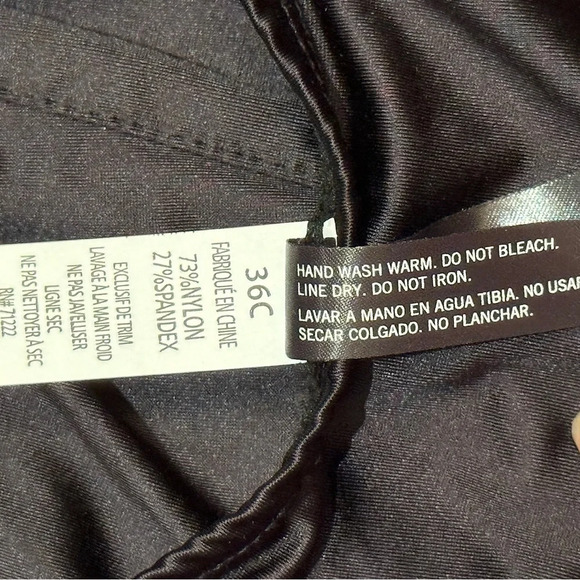 36C
FABRIQUÉ EN CHINE
73%NYLON
27%SPANDEX
EXCLUSIF DE TRIM
LAVAGE À LA MAIN FROID
NE PAS JAVELLISER
LIGNE SEC
NE PAS NETTOYER À SEC
RN# 71222
HAND WASH WARM. DO NOT BLEACH.
LINE DRY. DO NOT IRON.
LAVAR A MANO EN AGUA TIBIA. NO USAR
SECAR COLGADO. NO PLANCHAR.